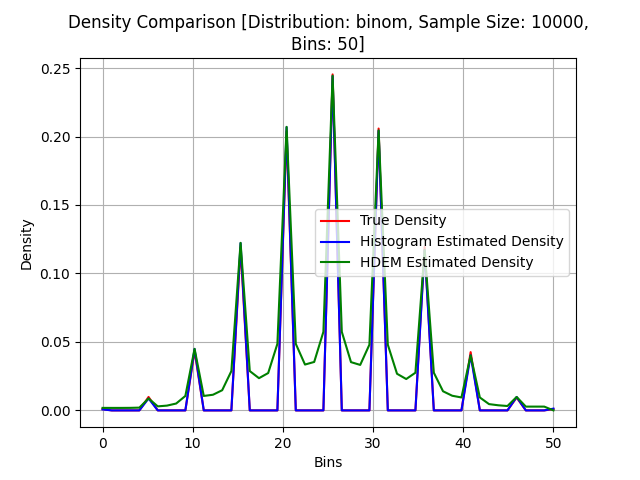 Density Comparison [Distribution: binom, Sample Size: 10000,
Bins: 50]
0.25
0.20
0.15
0.10
0.05
0.00
Density
True Density
Histogram Estimated Density
HDEM Estimated Density
0 10 20 30 40 50
Bins